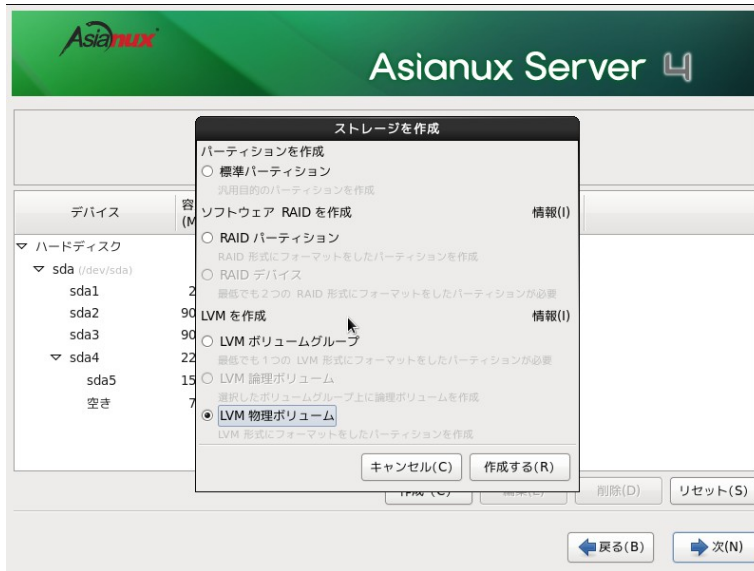 Asianux
Asianux Server 4
ストレージを作成
パーティションを作成
標準パーティション
汎用目的のパーティションを作成
ソフトウェア RAID を作成 情報(I)
RAID パーティション
RAID 形式にフォーマットをしたパーティションを作成
RAID デバイス
最低でも2つの RAID 形式にフォーマットをしたパーティションが必要
LVM を作成 情報(I)
LVM ボリュームグループ
最低でも1つの LVM 形式にフォーマットをしたパーティションが必要
LVM 論理ボリューム
選択したボリュームグループ上に論理ボリュームを作成
LVM 物理ボリューム
LVM 形式にフォーマットをしたパーティションを作成
キャンセル(C) 作成する(R)
デバイス
容
(M
ハードディスク
sda (/dev/sda)
sda1 2
sda2 90
sda3 90
sda4 22
sda5 15
空き 7
削除(D) リセット(S)
戻る(B) 次(N)